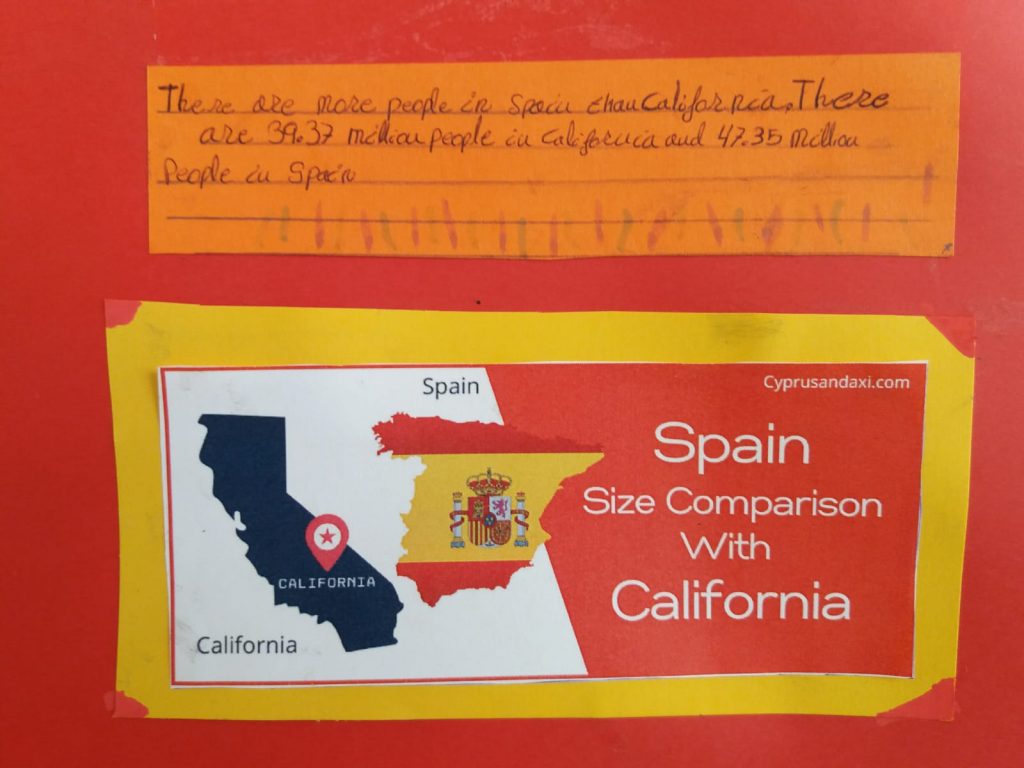 There are more people in Spain than California. There
are 39.37 million people in California and 47.35 million
People in Spain
Spain
Cyprusandaxi.com
Spain
Size Comparison
With
California
CALIFORNIA
California